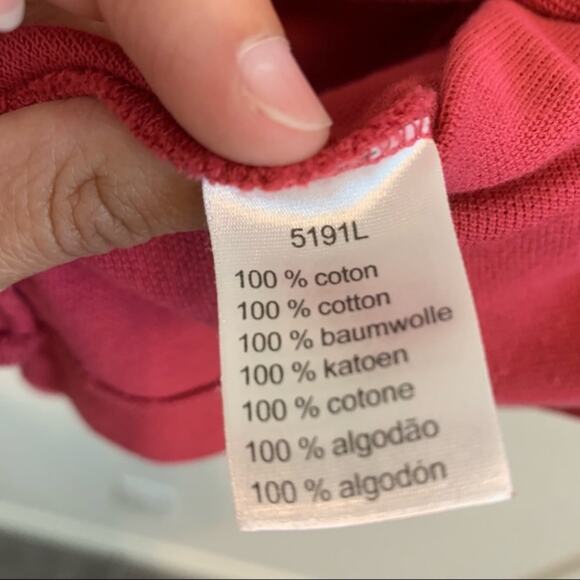 5191L
100 % coton
100 % cotton
100 % baumwolle
100 % katoen
100 % cotone
100 % algodão
100 % algodón